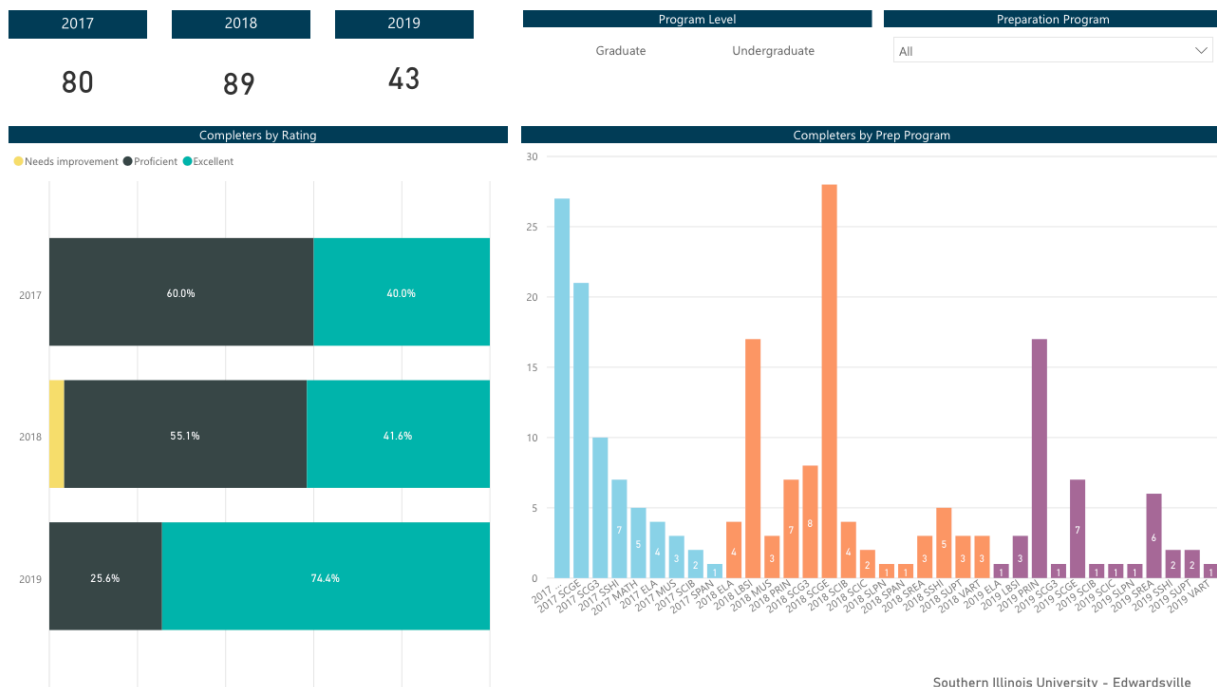 2017
2018
2019
80
89
43
Program Level
Graduate
Undergraduate
Preparation Program
All
Completers by Rating
Needs improvement
Proficient
Excellent
2017
60.0%
40.0%
2018
55.1%
41.6%
2019
25.6%
74.4%
Completers by Prep Program
30
25
20
15
10
5
0
7
5
4
3
2
1
4
3
7
8
4
2
1
1
3
5
3
3
1
3
1
7
1
1
1
6
2
2
1
2017 ...
2017 SCGE
2017 SCG3
2017 SSHI
2017 MATH
2017 ELA
2017 MUS
2017 SCIB
2017 SPAN
2018 ELA
2018 LBSI
2018 MUS
2018 PRIN
2018 SCG3
2018 SCGE
2018 SCIB
2018 SCIC
2018 SLPN
2018 SPAN
2018 SREA
2018 SSHI
2018 SUPT
2018 VART
2019 ELA
2019 LBSI
2019 PRIN
2019 SCG3
2019 SCGE
2019 SCIB
2019 SCIC
2019 SLPN
2019 SREA
2019 SSHI
2019 SUPT
2019 VART
Southern Illinois University - Edwardsville